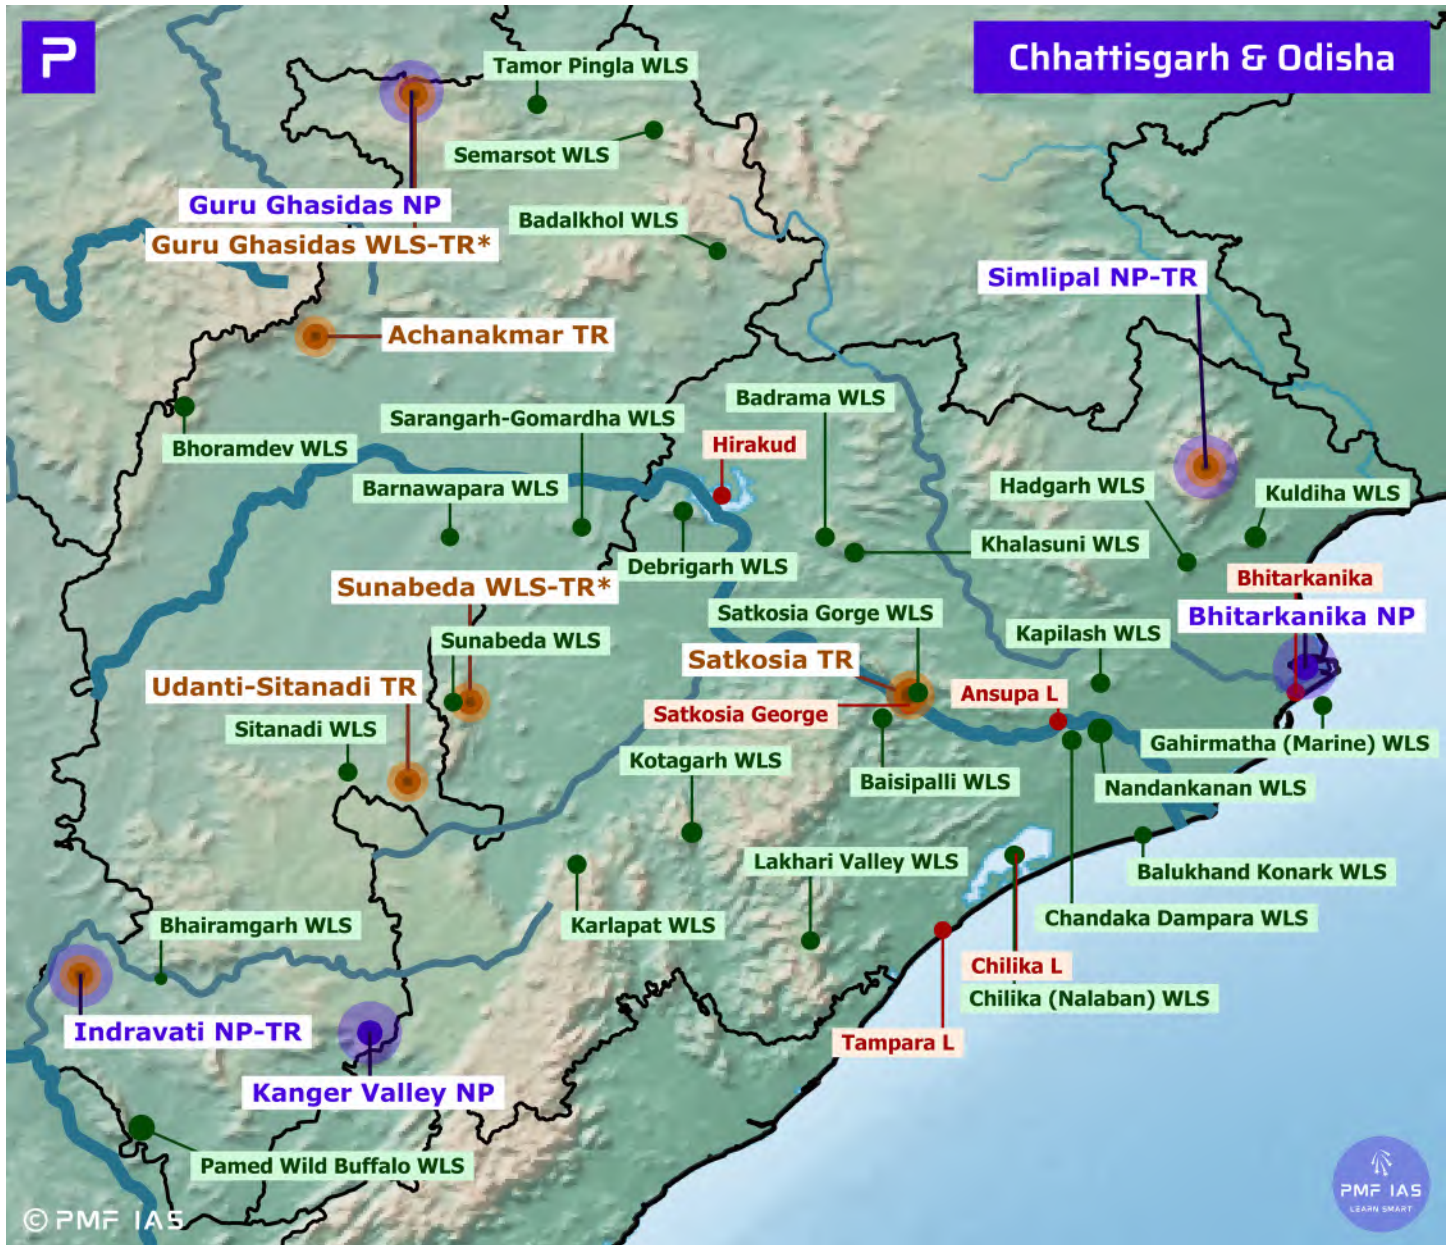 P
Chhattisgarh & Odisha
Tamor Pingla WLS
Semarsot WLS
Guru Ghasidas NP
Guru Ghasidas WLS-TR*
Badalkhol WLS
Simlipal NP-TR
Achanakmar TR
Bhoramdev WLS
Sarangarh-Gomardha WLS
Badrama WLS
Hirakud
Barnawapara WLS
Hadgarh WLS
Kuldiha WLS
Khalasuni WLS
Debrigarh WLS
Sunabeda WLS-TR*
Bhitarkanika
Bhitarkanika NP
Satkosia Gorge WLS
Kapilash WLS
Sunabeda WLS
Satkosia TR
Udanti-Sitanadi TR
Ansupa L
Satkosia George
Sitanadi WLS
Gahirmatha (Marine) WLS
Kotagarh WLS
Baisipalli WLS
Nandankanan WLS
Lakhari Valley WLS
Balukhand Konark WLS
Bhairamgarh WLS
Karlapat WLS
Chandaka Dampara WLS
Chilika L
Chilika (Nalaban) WLS
Indravati NP-TR
Tampara L
Kanger Valley NP
Pamed Wild Buffalo WLS
© PMF IAS
PMF IAS
LEARN SMART